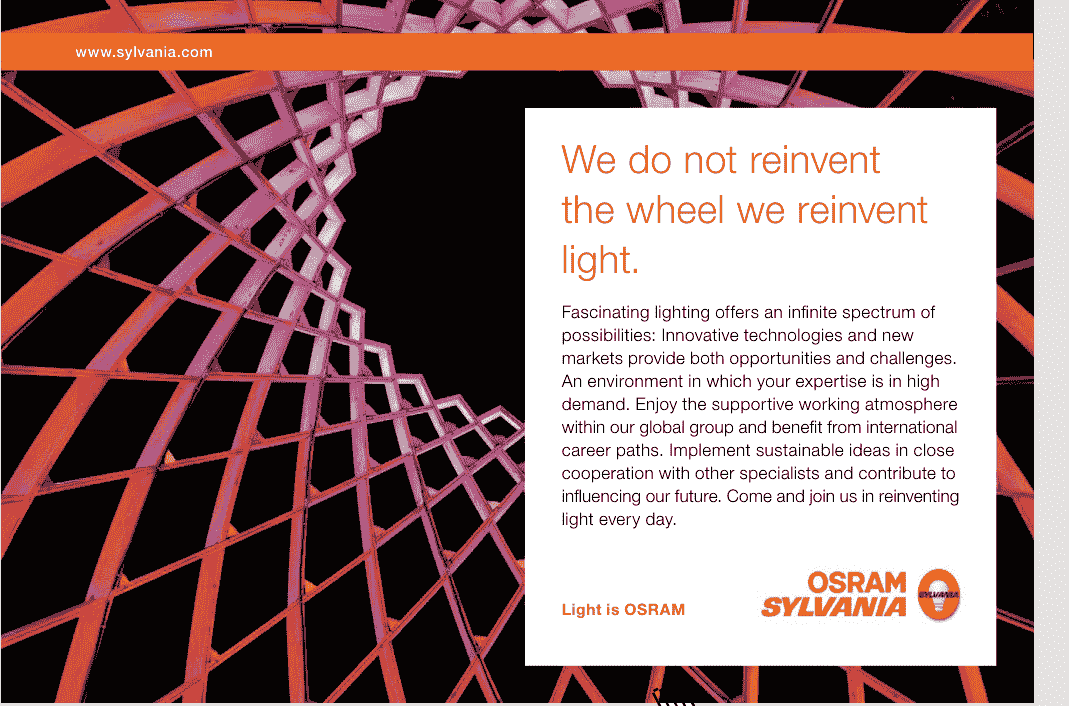 www.sylvania.com
We do not reinvent
the wheel we reinvent
light.
Fascinating lighting offers an infinite spectrum of
possibilities: Innovative technologies and new
markets provide both opportunities and challenges.
An environment in which your expertise is in high
demand. Enjoy the supportive working atmosphere
within our global group and benefit from international
career paths. Implement sustainable ideas in close
cooperation with other specialists and contribute to
influencing our future. Come and join us in reinventing
light every day.
Light is OSRAM
OSRAM
SYLVANIA
SYLVANIA